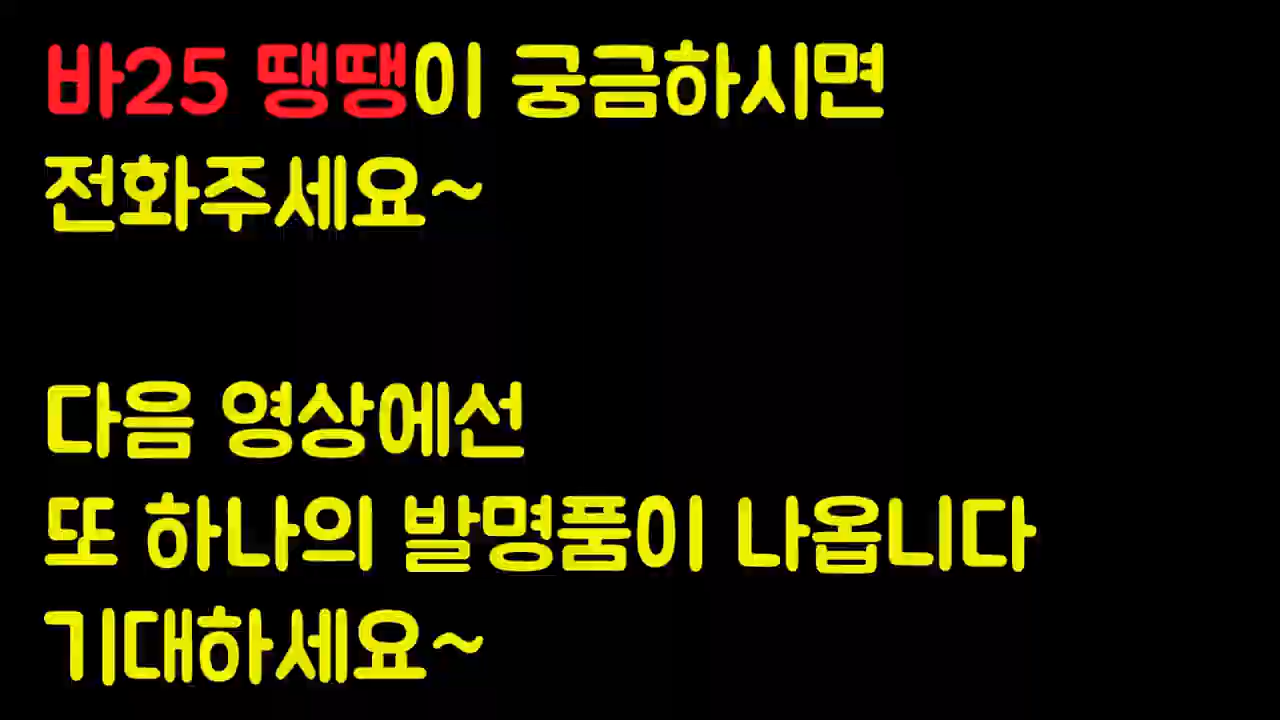 바25 땡땡이 궁금하시면
전화주세요~
다음 영상에선
또 하나의 발명품이 나옵니다
기대하세요~